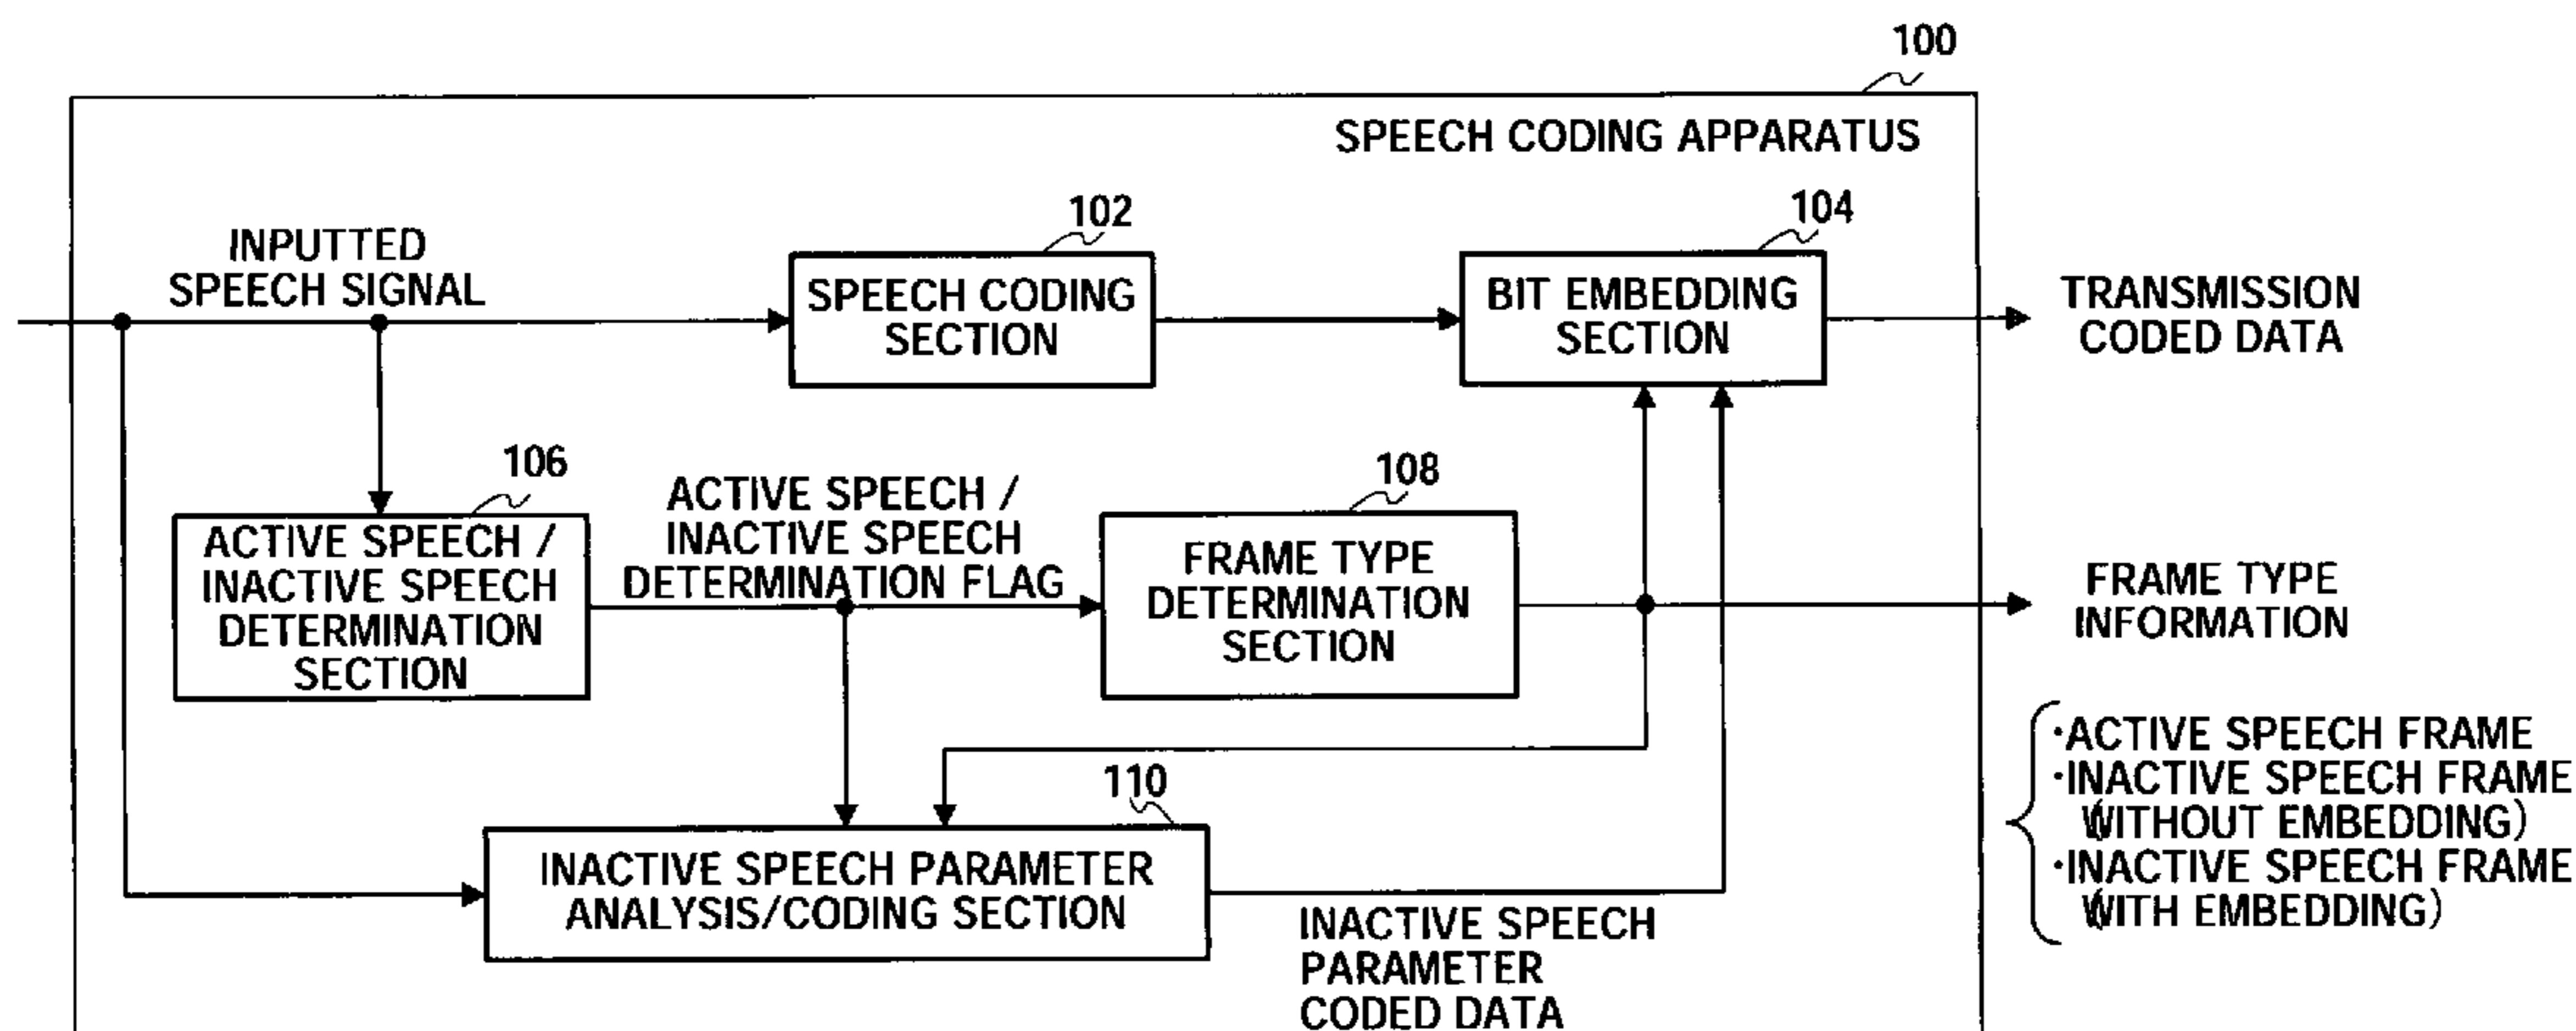 100
SPEECH CODING APPARATUS
INPUTTED
SPEECH SIGNAL
102
SPEECH CODING
SECTION
104
BIT EMBEDDING
SECTION
TRANSMISSION
CODED DATA
106
ACTIVE SPEECH /
INACTIVE SPEECH
DETERMINATION
SECTION
ACTIVE SPEECH /
INACTIVE SPEECH
DETERMINATION FLAG
108
FRAME TYPE
DETERMINATION
SECTION
FRAME TYPE
INFORMATION
·ACTIVE SPEECH FRAME
·INACTIVE SPEECH FRAME
(WITHOUT EMBEDDING)
·INACTIVE SPEECH FRAME
(WITH EMBEDDING)
110
INACTIVE SPEECH PARAMETER
ANALYSIS/CODING SECTION
INACTIVE SPEECH
PARAMETER
CODED DATA